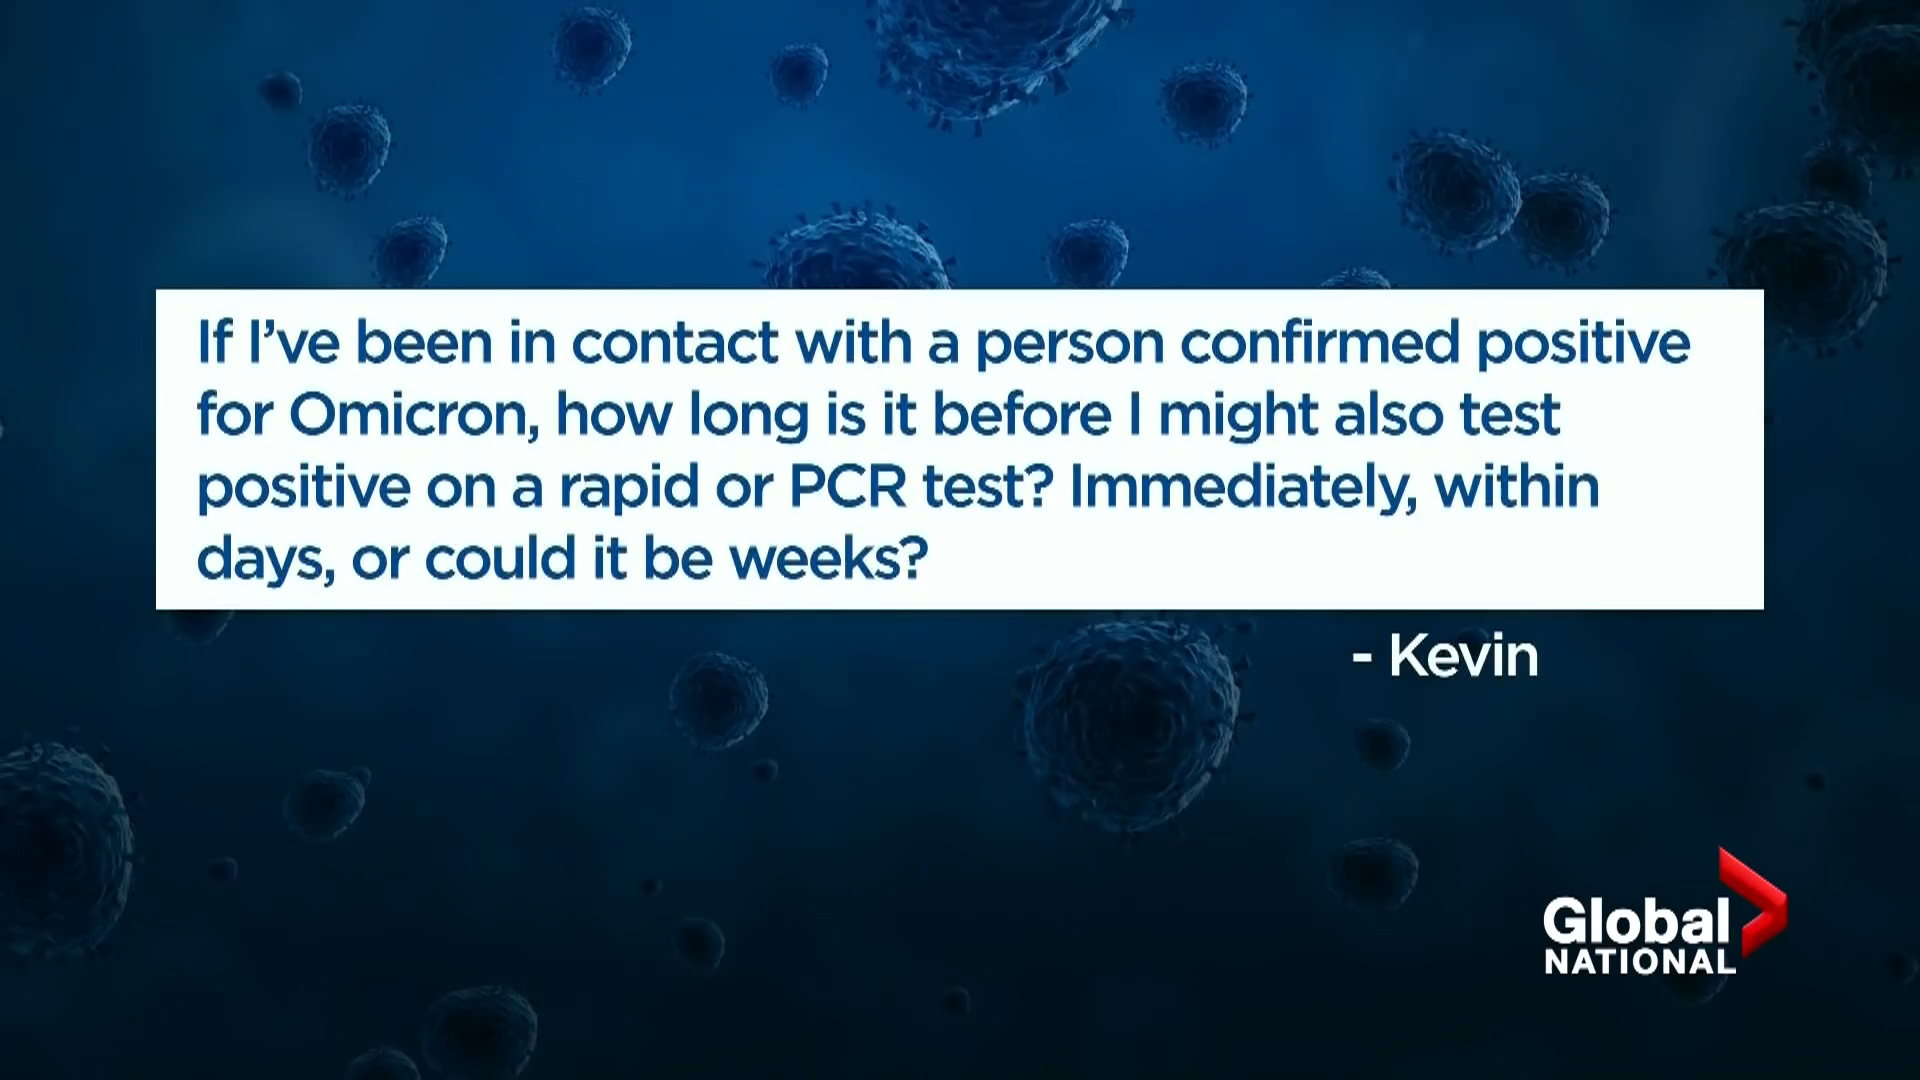 If I’ve been in contact with a person confirmed positive
for Omicron, how long is it before I might also test
positive on a rapid or PCR test? Immediately, within
days, or could it be weeks?
- Kevin
Global
NATIONAL